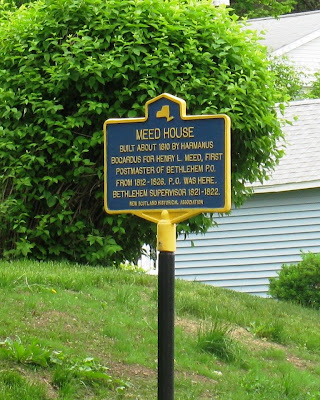 MEED HOUSE
BUILT ABOUT 1810 BY HARMANUS
BOGARDUS FOR HENRY L. MEED, FIRST
POSTMASTER OF BETHLEHEM P.O.
FROM 1812-1828. P.O. WAS HERE.
BETHLEHEM SUPERVISOR 1821-1822.
NEW SCOTLAND HISTORICAL ASSOCIATION